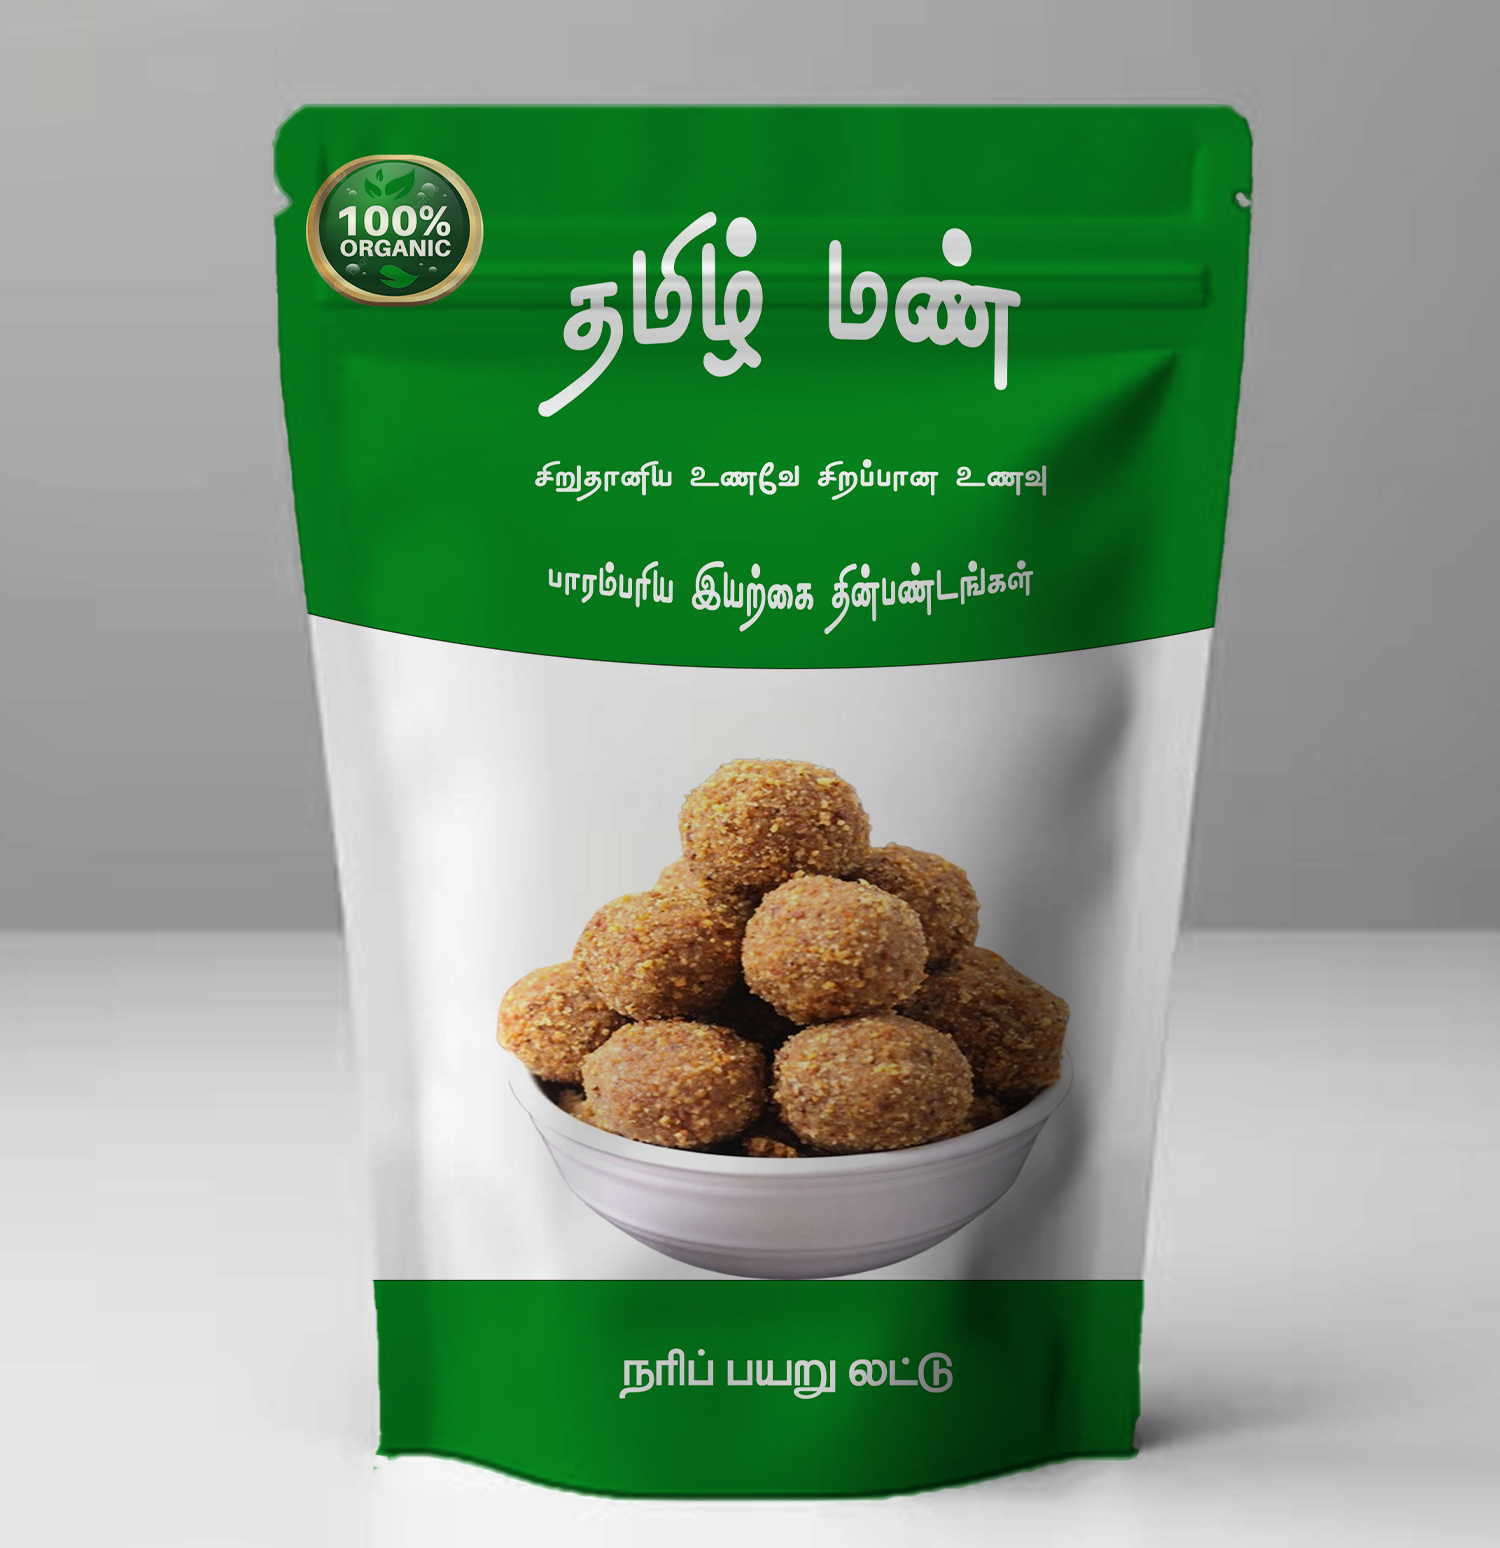 100%
ORGANIC
தமிழ் மண்
சிறுதானிய உணவே சிறப்பான உணவு
பாரம்பரிய இயற்கை தின்பண்டங்கள்
நரிப் பயறு லட்டு